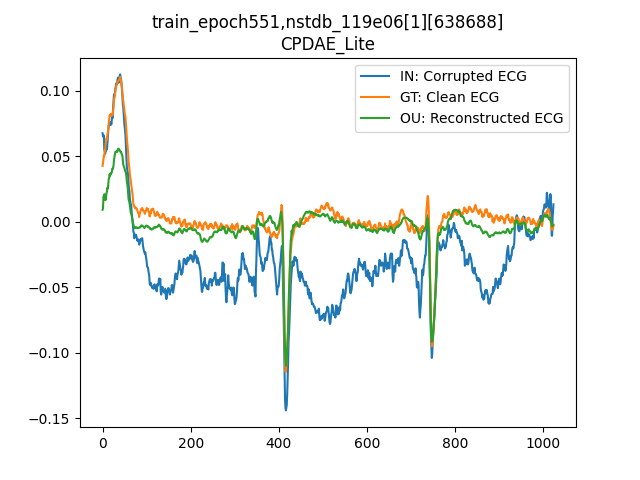 train_epoch551,nstdb_119e06[1][638688]
CPDAE_Lite
IN: Corrupted ECG
GT: Clean ECG
OU: Reconstructed ECG
0.10
0.05
0.00
−0.05
−0.10
−0.15
0 200 400 600 800 1000